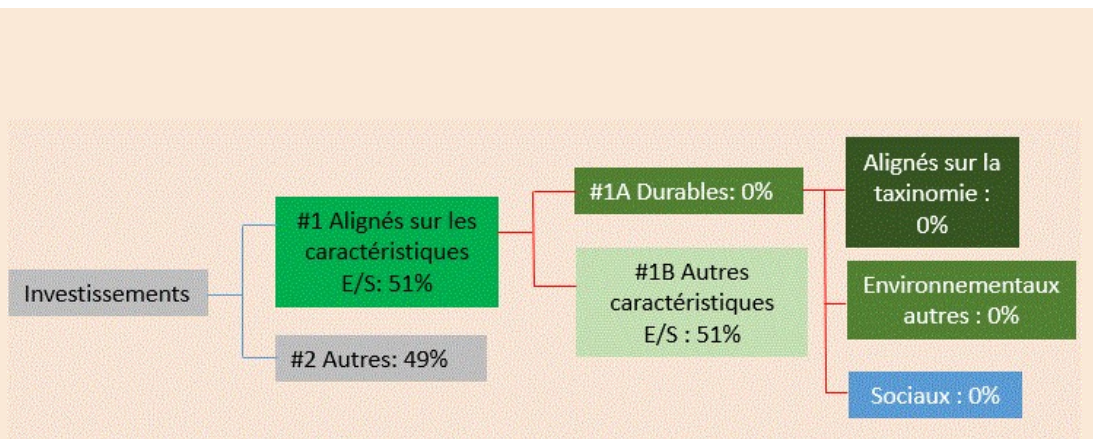 Investissements
#1 Alignés sur les
caractéristiques
E/S: 51%
#2 Autres: 49%
#1A Durables: 0%
#1B Autres
caractéristiques
E/S : 51%
Alignés sur la
taxinomie :
0%
Environnementaux
autres : 0%
Sociaux : 0%